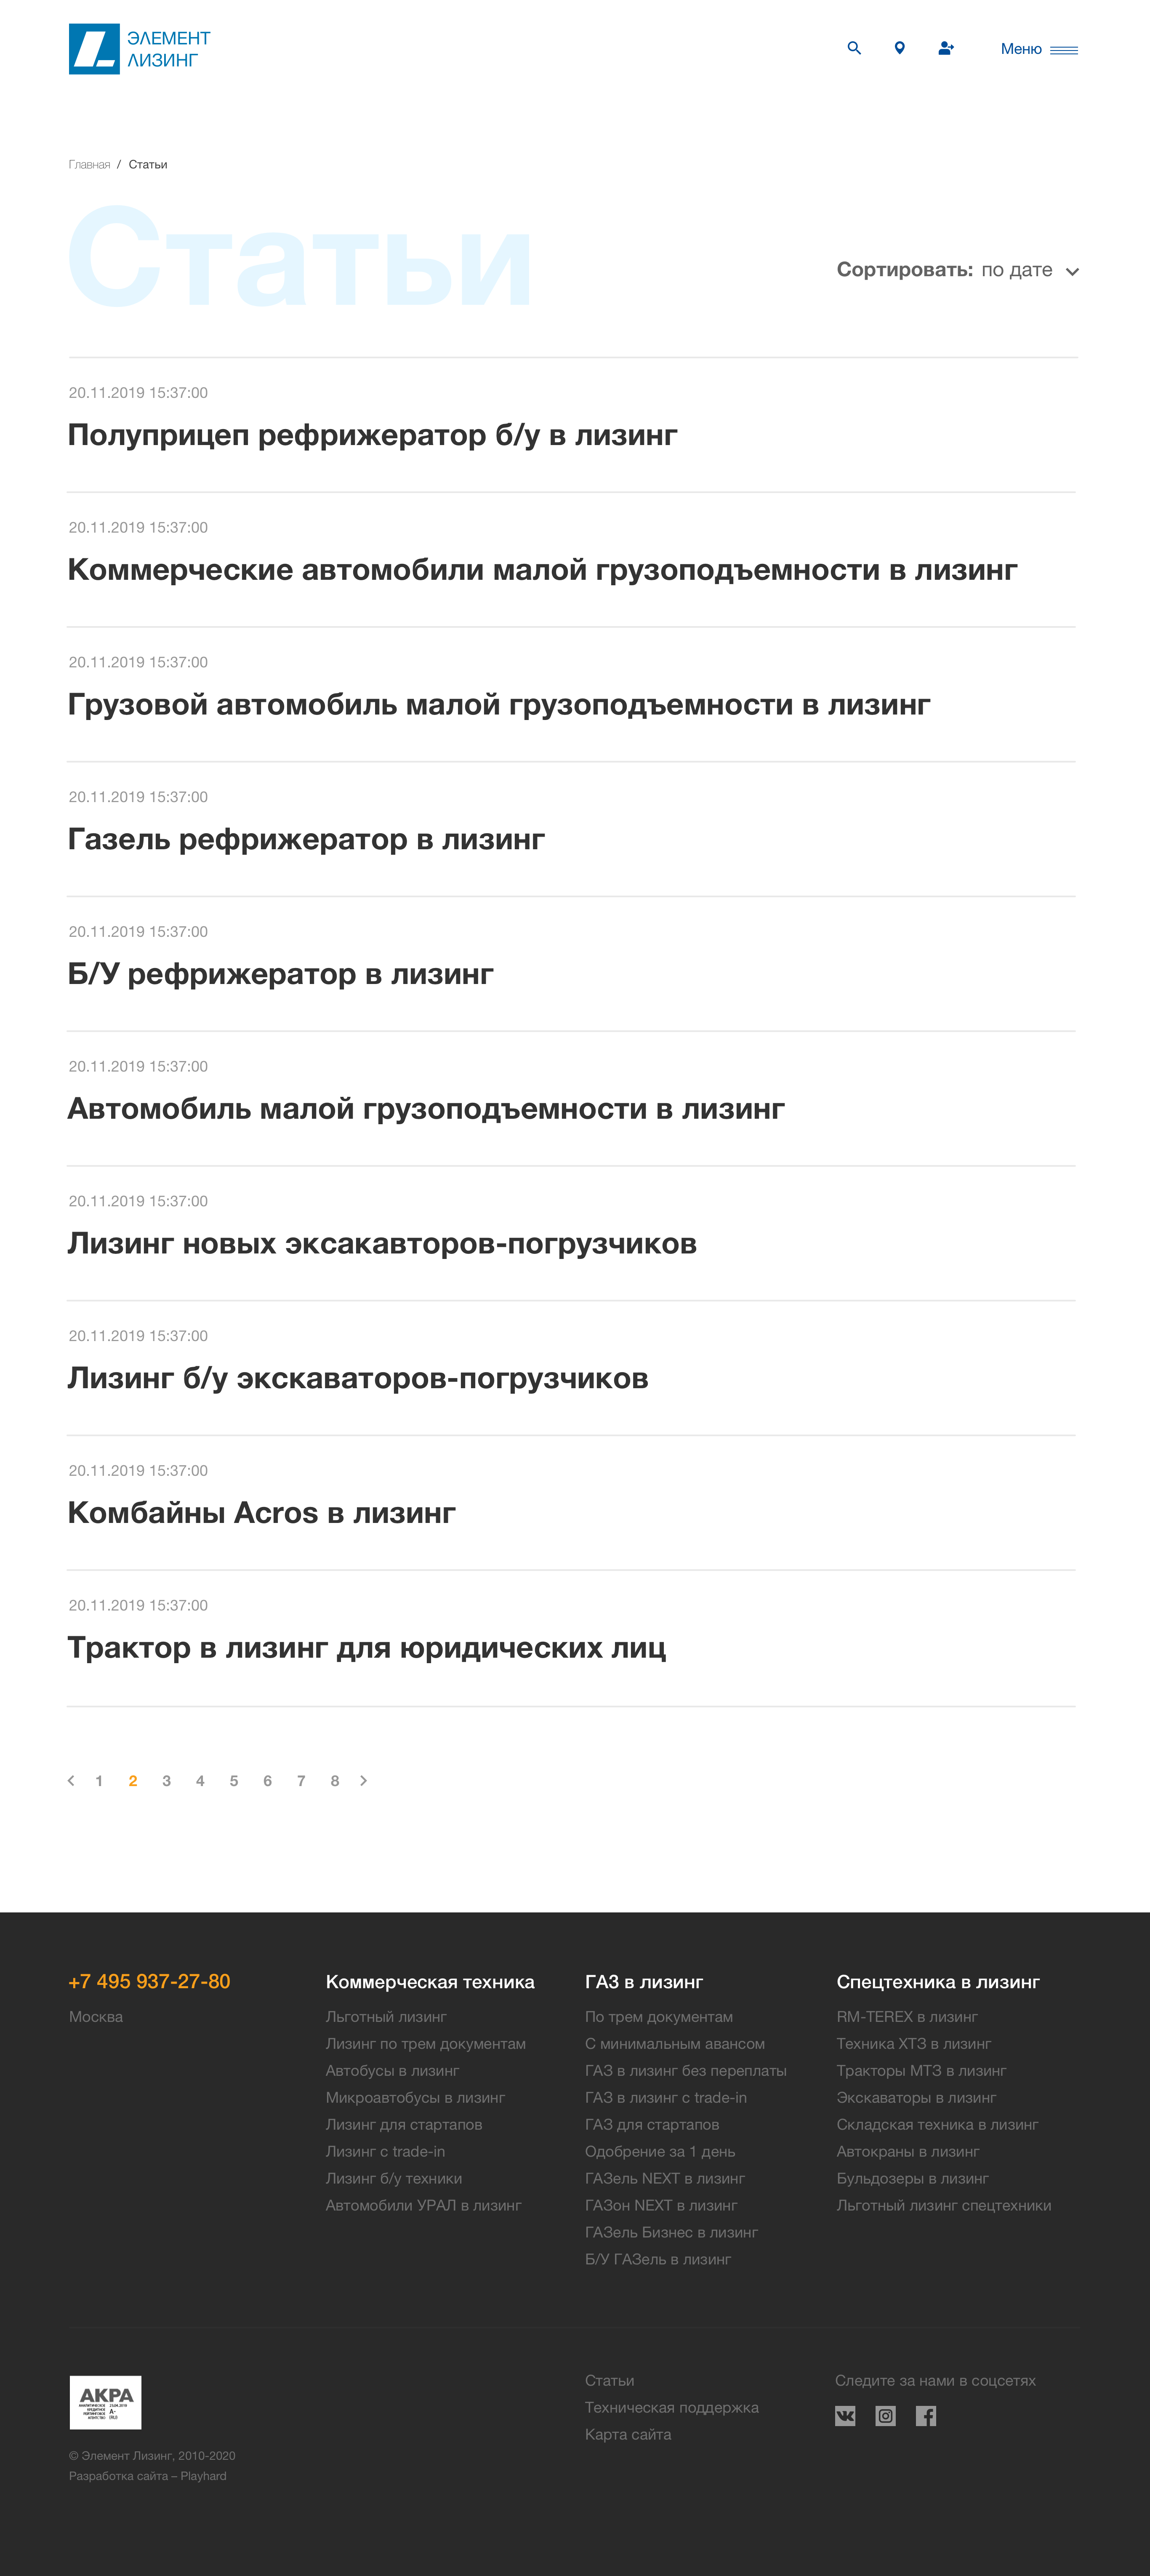 ЭЛЕМЕНТ
ЛИЗИНГ
Меню
Главная / Статьи
Статьи
Сортировать: по дате
20.11.2019 15:37:00
Полуприцеп рефрижератор б/у в лизинг
20.11.2019 15:37:00
Коммерческие автомобили малой грузоподъемности в лизинг
20.11.2019 15:37:00
Грузовой автомобиль малой грузоподъемности в лизинг
20.11.2019 15:37:00
Газель рефрижератор в лизинг
20.11.2019 15:37:00
Б/У рефрижератор в лизинг
20.11.2019 15:37:00
Автомобиль малой грузоподъемности в лизинг
20.11.2019 15:37:00
Лизинг новых эксакавторов-погрузчиков
20.11.2019 15:37:00
Лизинг б/у экскаваторов-погрузчиков
20.11.2019 15:37:00
Комбайны Acros в лизинг
20.11.2019 15:37:00
Трактор в лизинг для юридических лиц
1 2 3 4 5 6 7 8
+7 495 937-27-80
Москва
Коммерческая техника
Льготный лизинг
Лизинг по трем документам
Автобусы в лизинг
Микроавтобусы в лизинг
Лизинг для стартапов
Лизинг с trade-in
Лизинг б/у техники
Автомобили УРАЛ в лизинг
ГАЗ в лизинг
По трем документам
С минимальным авансом
ГАЗ в лизинг без переплаты
ГАЗ в лизинг с trade-in
ГАЗ для стартапов
Одобрение за 1 день
ГАЗель NEXT в лизинг
ГАЗон NEXT в лизинг
ГАЗель Бизнес в лизинг
Б/У ГАЗель в лизинг
Спецтехника в лизинг
RM-TEREX в лизинг
Техника ХТЗ в лизинг
Тракторы МТЗ в лизинг
Экскаваторы в лизинг
Складская техника в лизинг
Автокраны в лизинг
Бульдозеры в лизинг
Льготный лизинг спецтехники
АКРА
© Элемент Лизинг, 2010-2020
Разработка сайта – Playhard
Статьи
Техническая поддержка
Карта сайта
Следите за нами в соцсетях